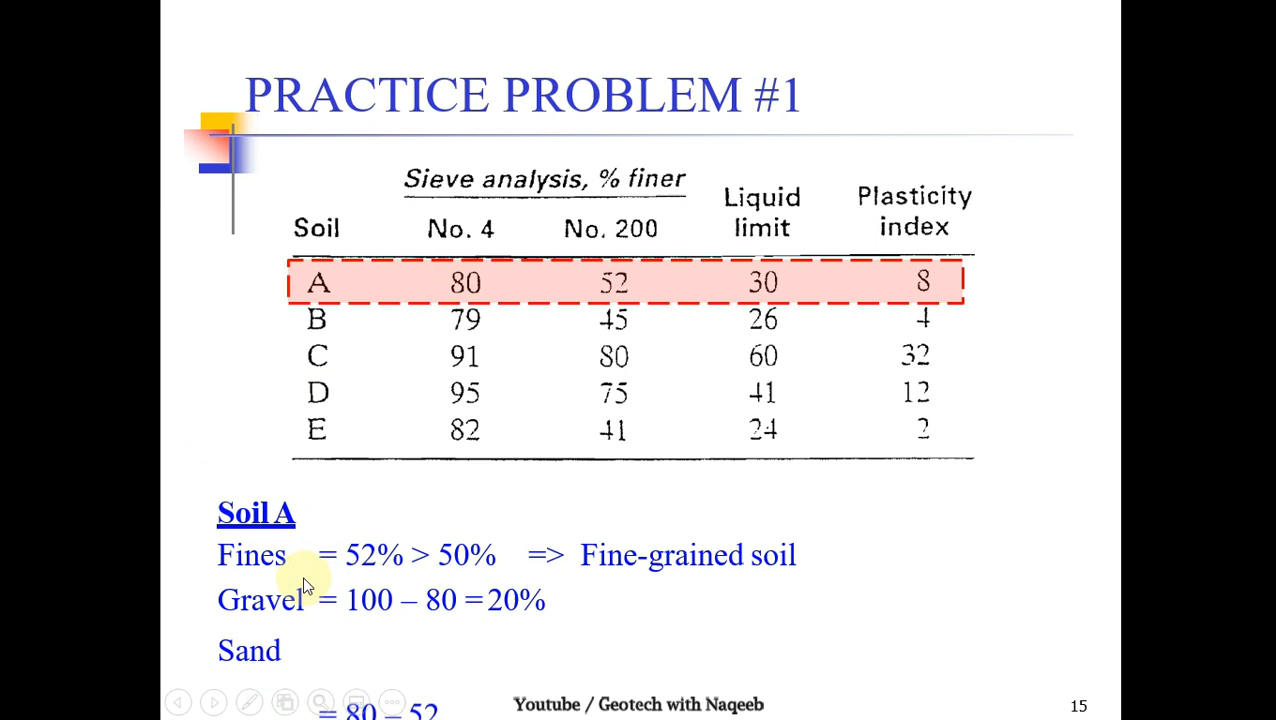 PRACTICE PROBLEM #1
Sieve analysis, % finer
Liquid limit
Plasticity index
Soil No. 4 No. 200
A 80 52 30 8
B 79 45 26 4
C 91 80 60 32
D 95 75 41 12
E 82 41 24 2
Soil A
Fines = 52% > 50% => Fine-grained soil
Gravel = 100 – 80 = 20%
Sand
= 80 – 52
Youtube / Geotech with Naqeeb
15